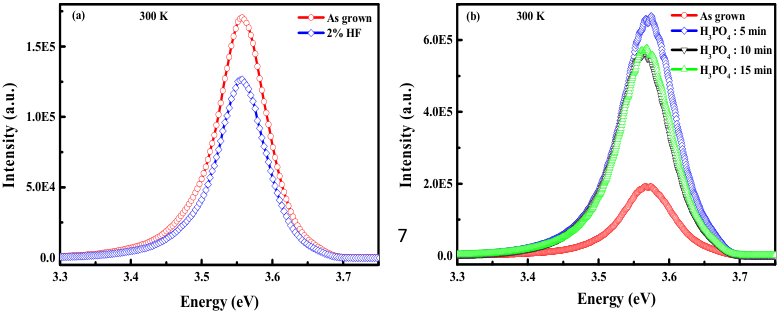 (a)
300 K
As grown
2% HF
Intensity (a.u.)
1.5E5
1.0E5
5.0E4
0.0
3.3 3.4 3.5 3.6 3.7
Energy (eV)
7
(b)
300 K
As grown
H₃PO₄ : 5 min
H₃PO₄ : 10 min
H₃PO₄ : 15 min
Intensity (a.u.)
6.0E5
4.0E5
2.0E5
0.0
3.3 3.4 3.5 3.6 3.7
Energy (eV)